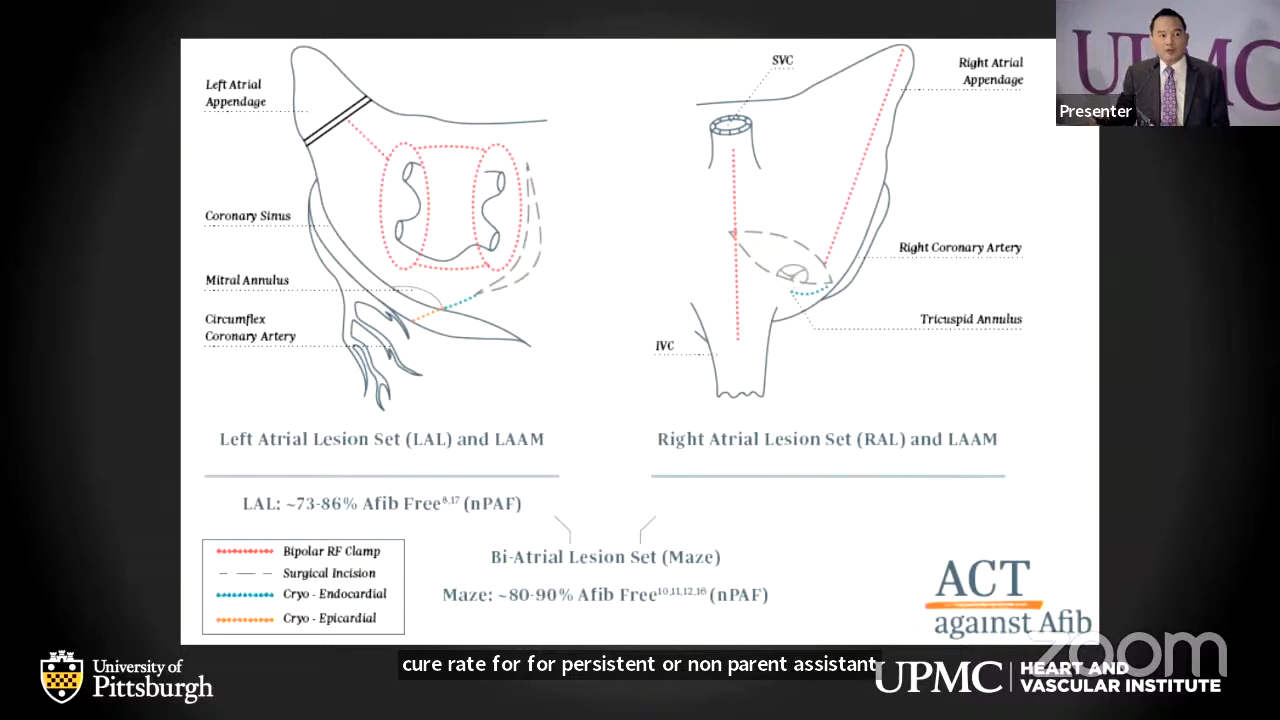 UPMC
Presenter
Left Atrial
Appendage
Coronary Sinus
Mitral Annulus
Circumflex
Coronary Artery
SVC
Right Atrial
Appendage
Right Coronary Artery
Tricuspid Annulus
IVC
Left Atrial Lesion Set (LAL) and LAAM
Right Atrial Lesion Set (RAL) and LAAM
LAL: ~73-86% Afib Free8,17 (nPAF)
Bi-Atrial Lesion Set (Maze)
Maze: ~80-90% Afib Free10,11,12,16 (nPAF)
Bipolar RF Clamp
Surgical Incision
Cryo - Endocardial
Cryo - Epicardial
ACT
against Afib
zoom
cure rate for for persistent or non parent assistant
University of
Pittsburgh
UPMC
HEART AND
VASCULAR INSTITUTE